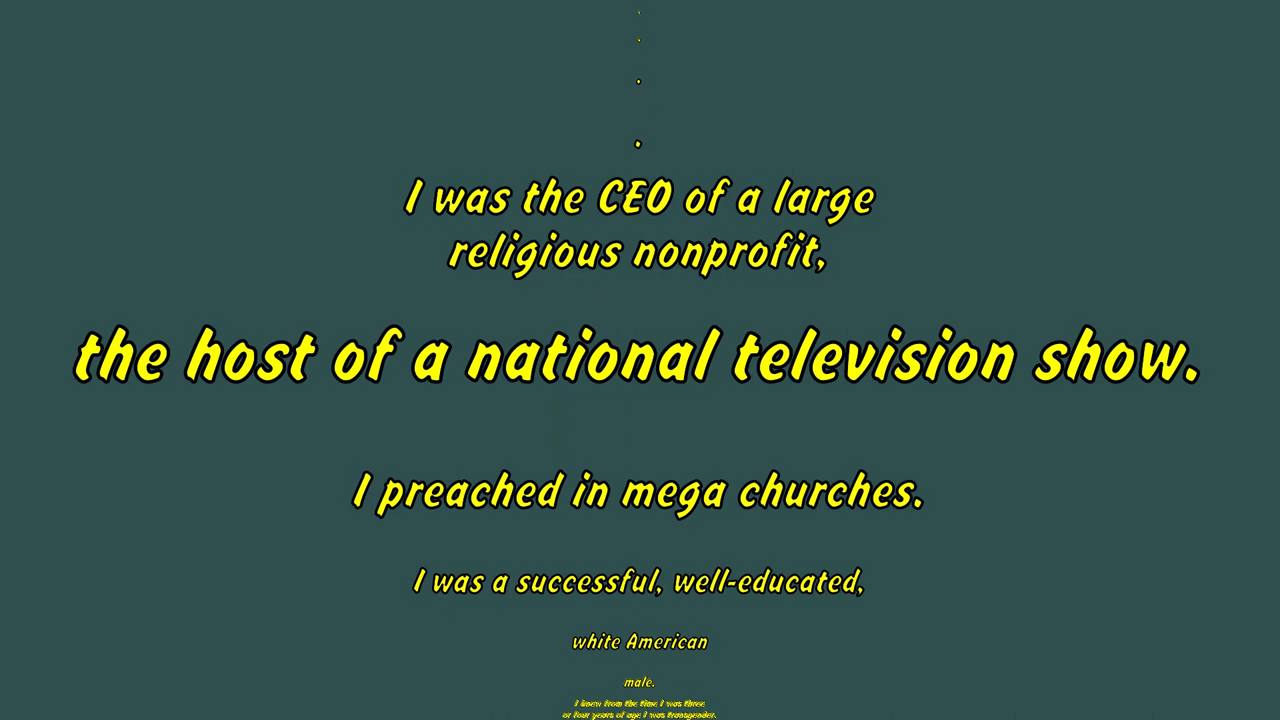 .
.
.
I was the CEO of a large
religious nonprofit,
the host of a national television show.
I preached in mega churches.
I was a successful, well-educated,
white American
male.
I knew from the time I was three
or four years of age I was transgender.